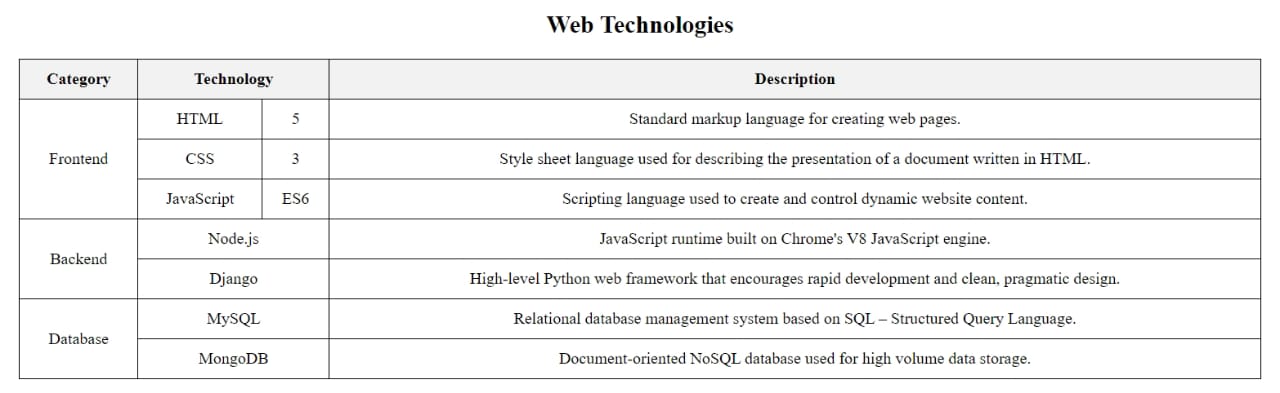 Web Technologies
Category Technology Description
HTML 5 Standard markup language for creating web pages.
Frontend CSS 3 Style sheet language used for describing the presentation of a document written in HTML.
JavaScript ES6 Scripting language used to create and control dynamic website content.
Backend Node.js JavaScript runtime built on Chrome's V8 JavaScript engine.
Django High-level Python web framework that encourages rapid development and clean, pragmatic design.
Database MySQL Relational database management system based on SQL – Structured Query Language.
MongoDB Document-oriented NoSQL database used for high volume data storage.